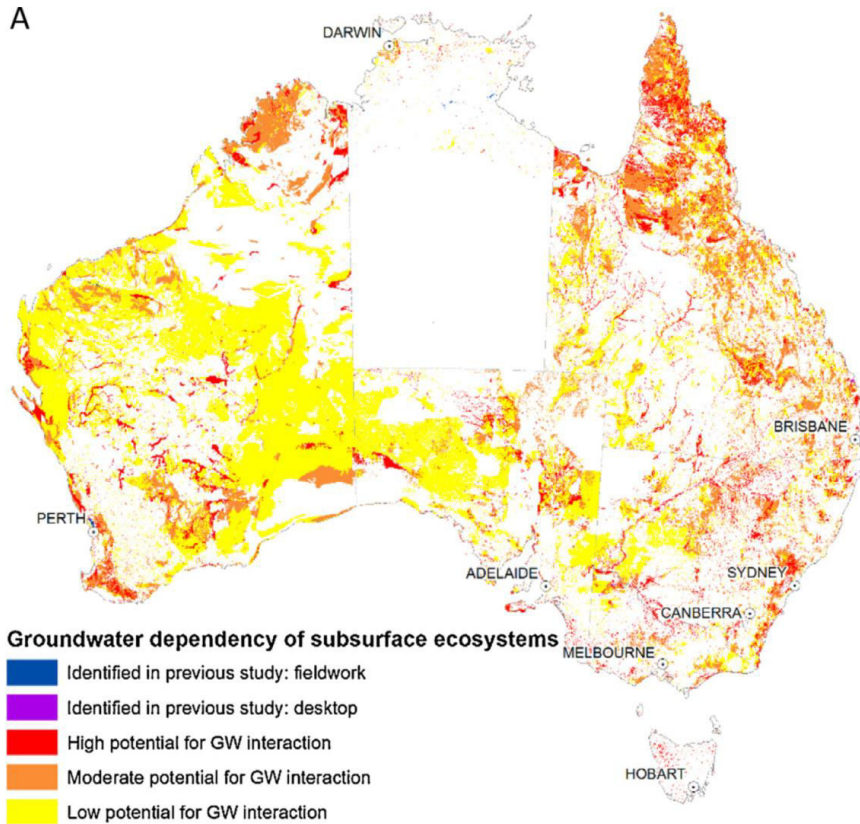 A
DARWIN
BRISBANE
PERTH
ADELAIDE
SYDNEY
CANBERRA
MELBOURNE
HOBART
Groundwater dependency of subsurface ecosystems
Identified in previous study: fieldwork
Identified in previous study: desktop
High potential for GW interaction
Moderate potential for GW interaction
Low potential for GW interaction